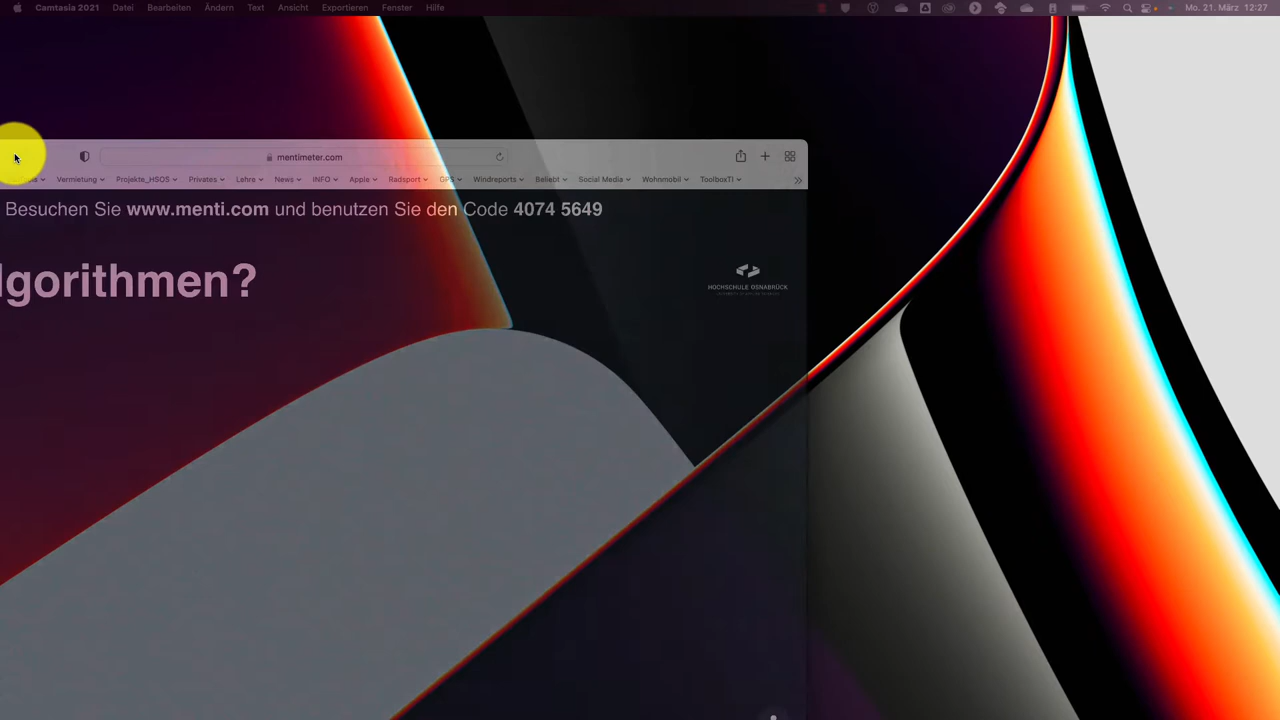 Camtasia 2021 Datei Bearbeiten Ändern Text Ansicht Exportieren Fenster Hilfe Mo. 21. März 12:27
mentimeter.com
Vermietung Projekte_HSOS Privates Lehre News INFO Apple Radsport GPS Windreports Beliebt Social Media Wohnmobil ToolboxTI
Besuchen Sie www.menti.com und benutzen Sie den Code 4074 5649
lgorithmen?
HOCHSCHULE OSNABRÜCK